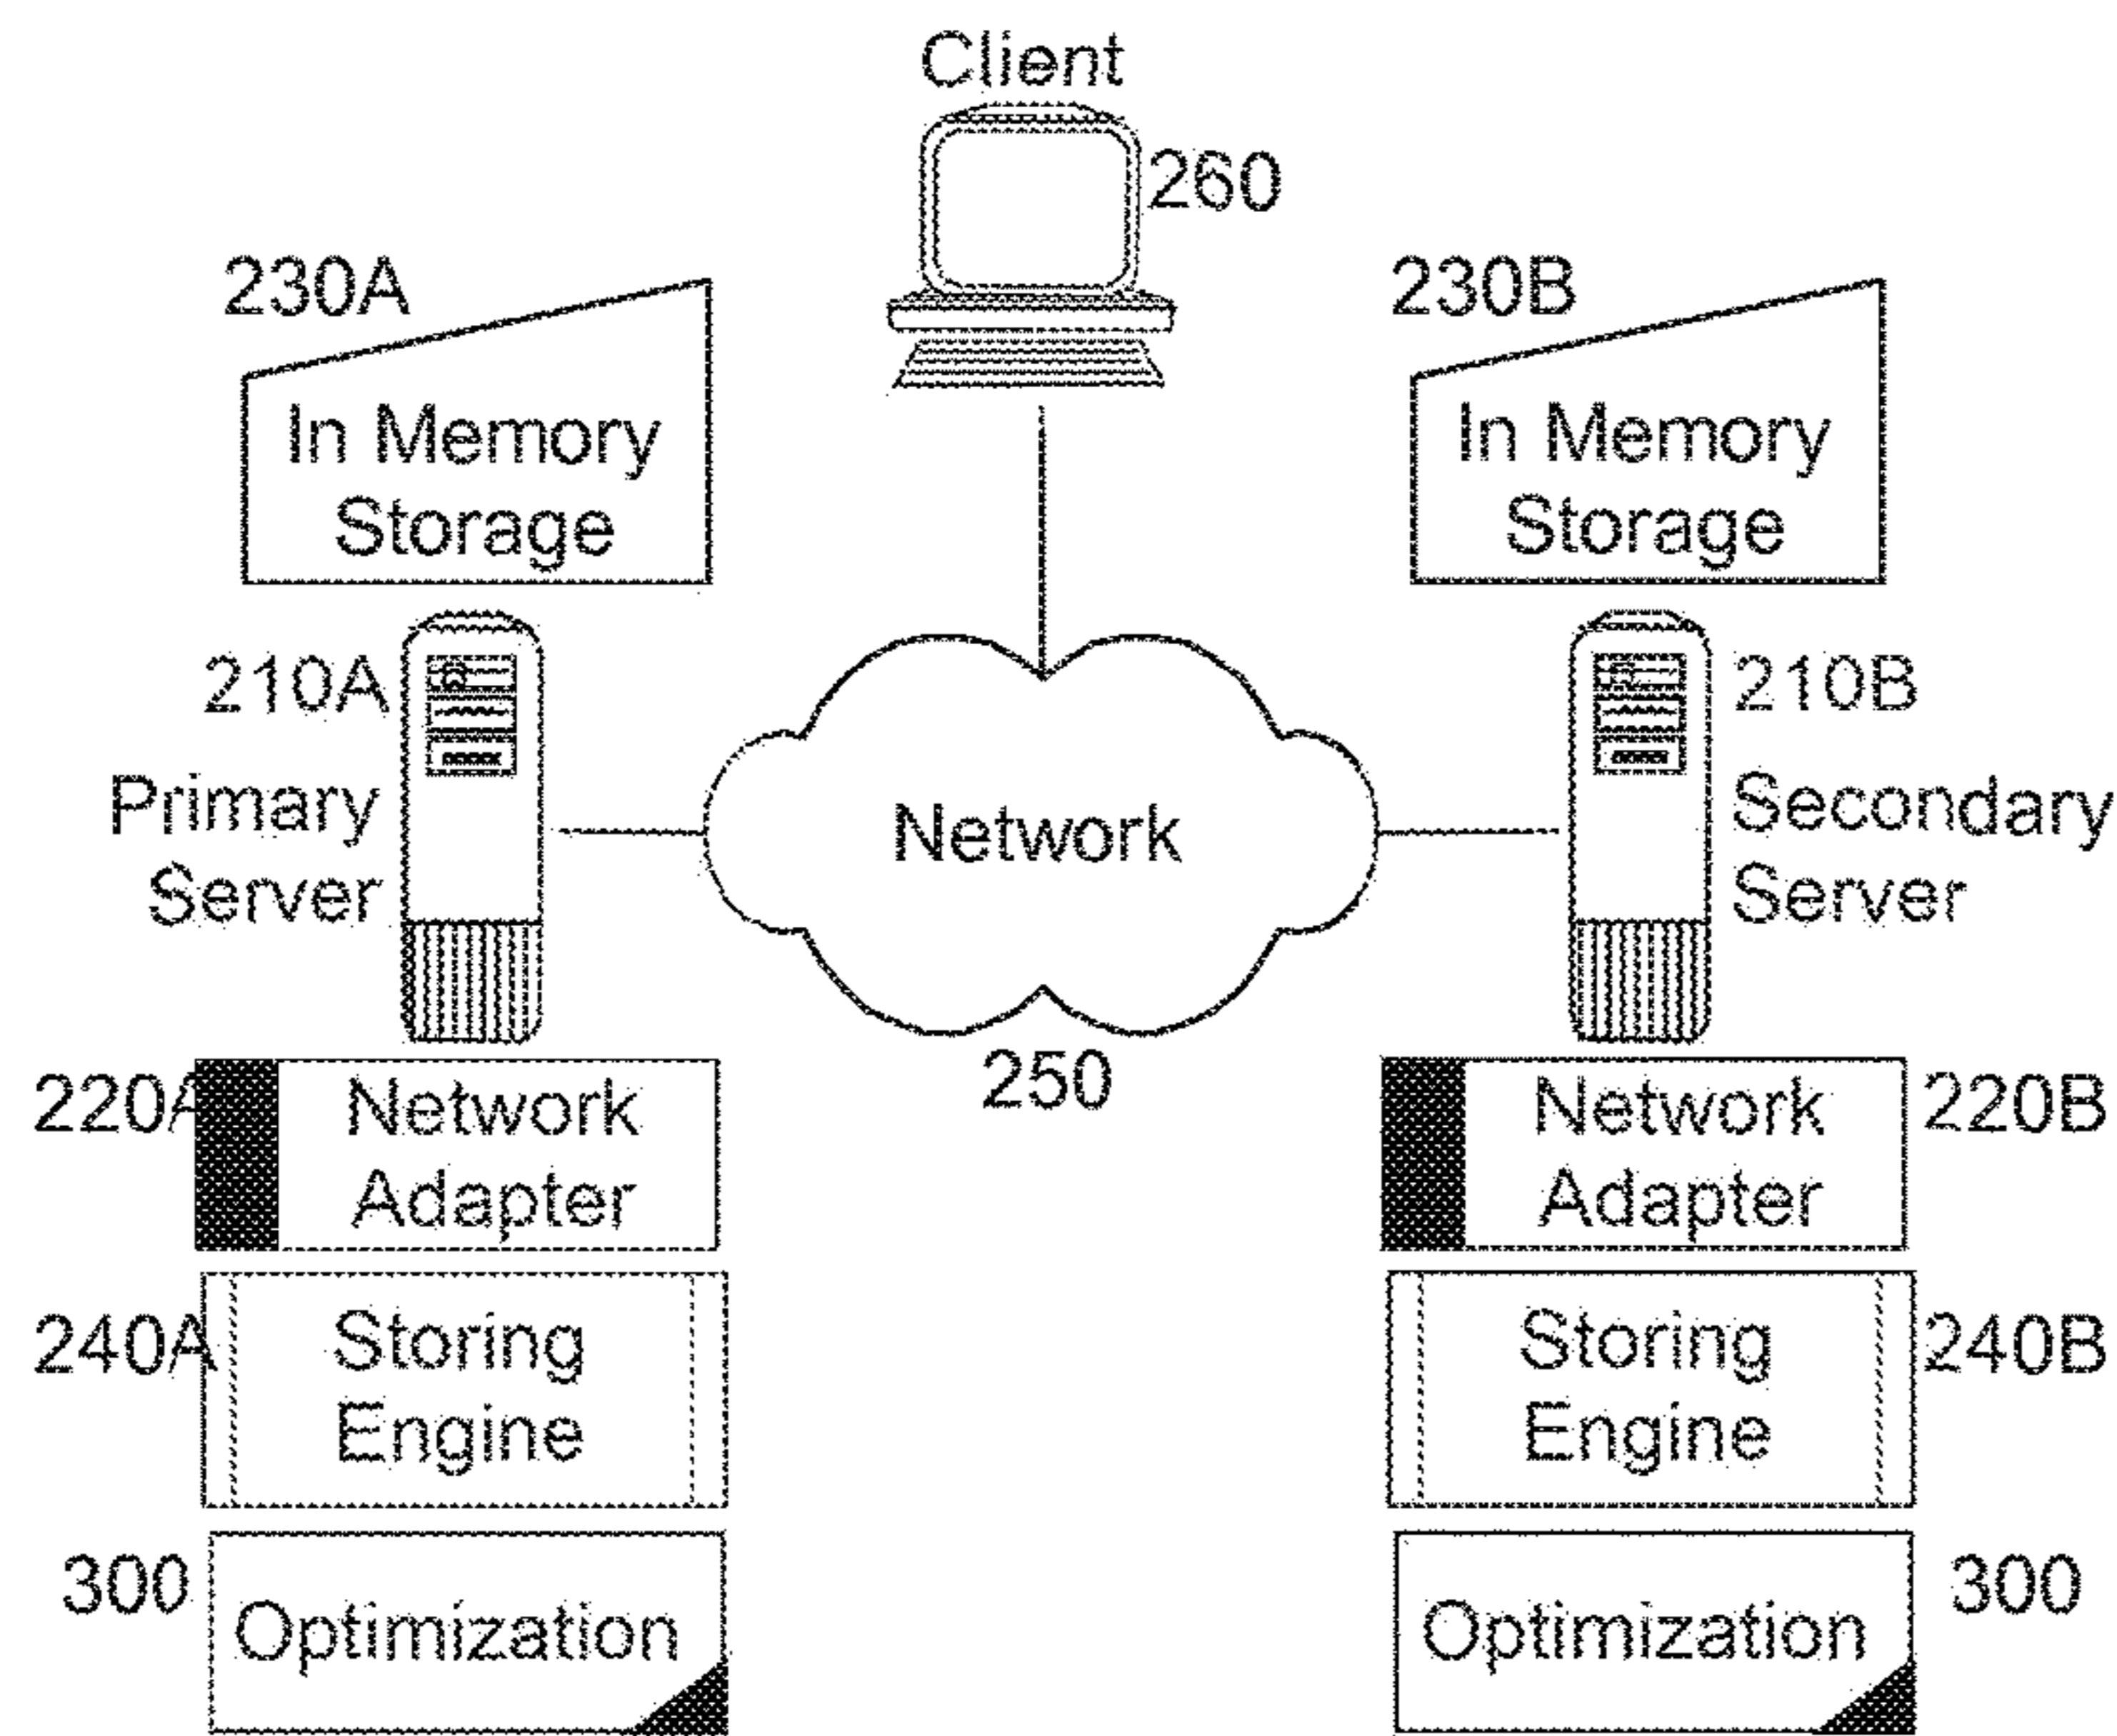 Client
260
230A
In Memory
Storage
230B
In Memory
Storage
210A
Primary
Server
Network
250
210B
Secondary
Server
220A
Network
Adapter
Network
Adapter
220B
240A
Storing
Engine
Storing
Engine
240B
300
Optimization
Optimization
300